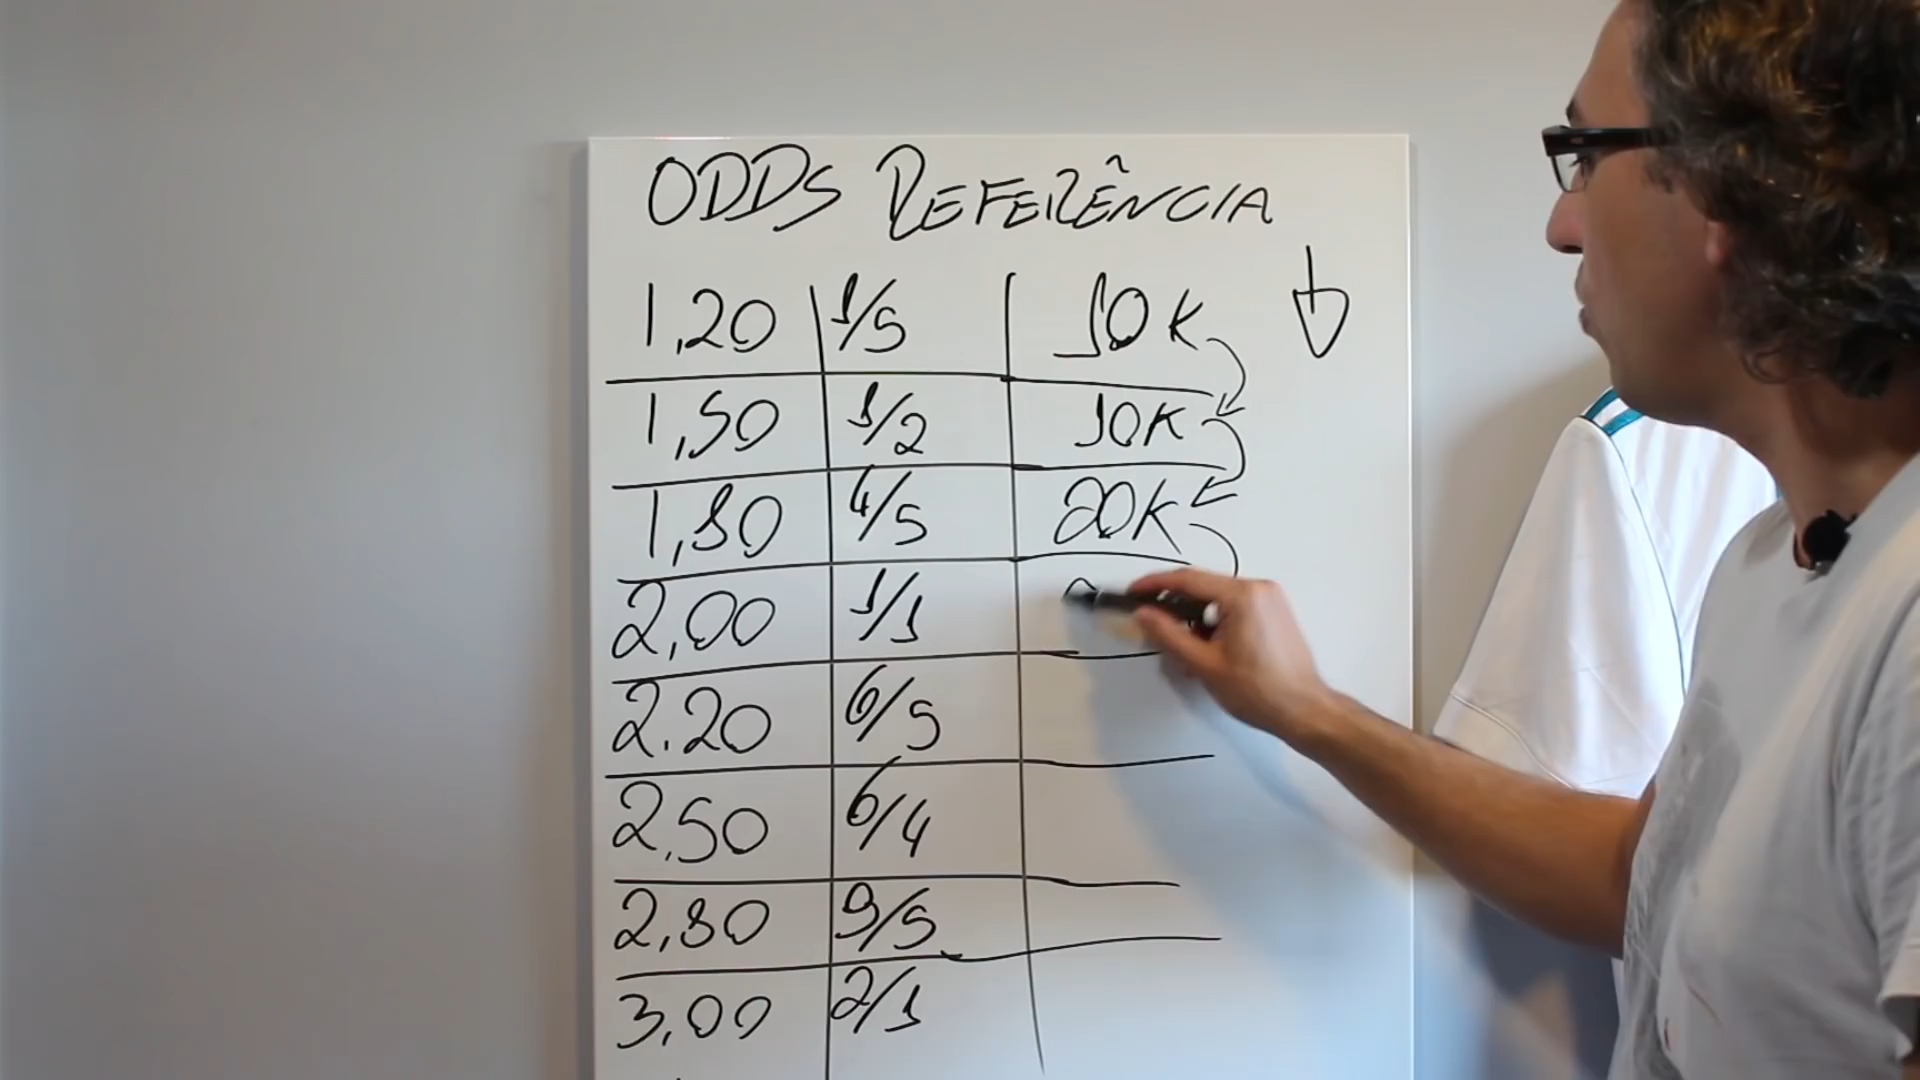 ODDS REFERÊNCIA
1,20 1/5 10K
1,50 1/2 10K
1,80 4/5 20K
2,00 1/1
2.20 6/5
2,50 6/4
2,80 9/5
3,00 2/1